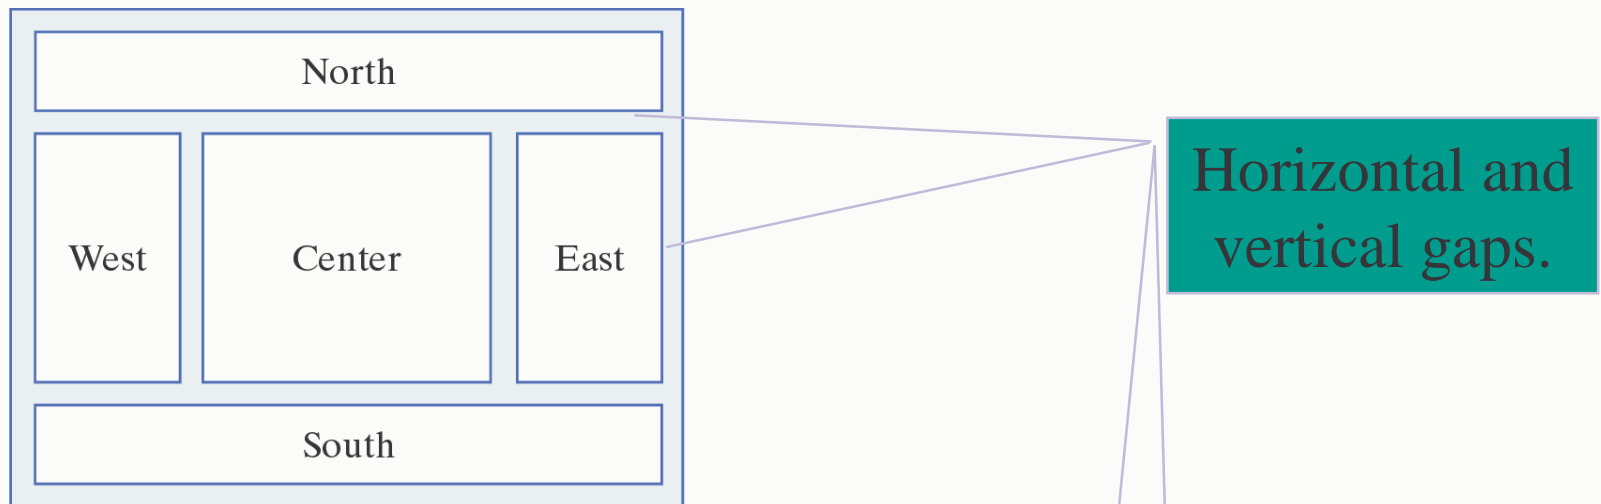 North
West
Center
East
South
Horizontal and
vertical gaps.